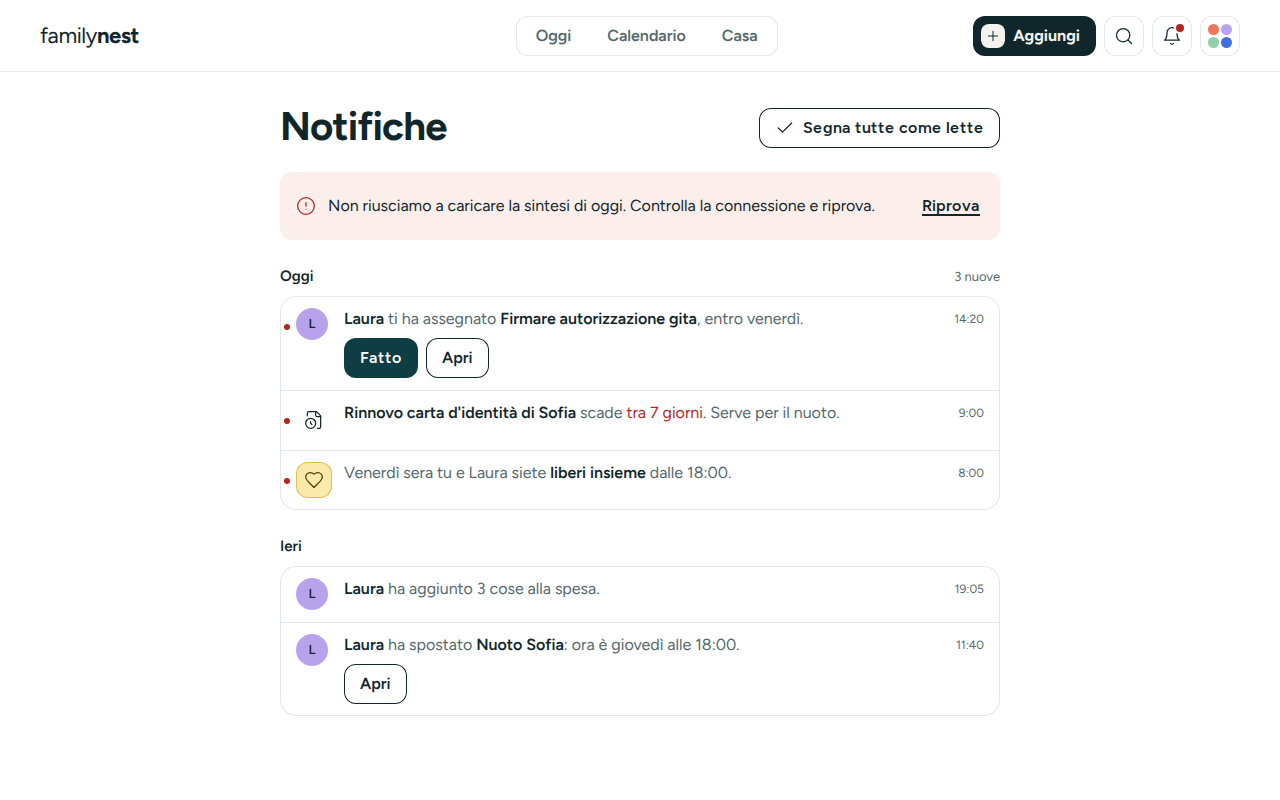 familynest
Oggi Calendario Casa
Aggiungi
Notifiche
Segna tutte come lette
Non riusciamo a caricare la sintesi di oggi. Controlla la connessione e riprova.
Riprova
Oggi
3 nuove
L
Laura ti ha assegnato Firmare autorizzazione gita, entro venerdì.
14:20
Fatto
Apri
Rinnovo carta d'identità di Sofia scade tra 7 giorni. Serve per il nuoto.
9:00
Venerdì sera tu e Laura siete liberi insieme dalle 18:00.
8:00
Ieri
L
Laura ha aggiunto 3 cose alla spesa.
19:05
L
Laura ha spostato Nuoto Sofia: ora è giovedì alle 18:00.
11:40
Apri